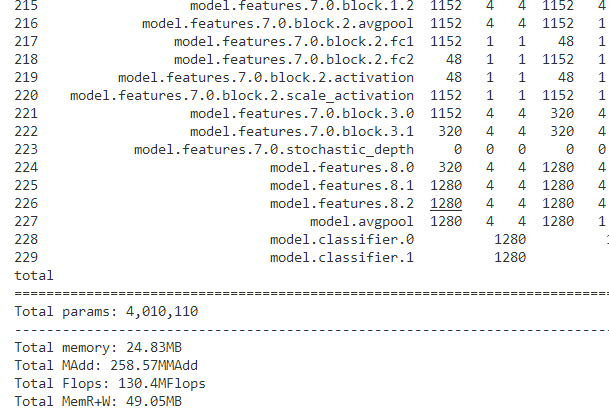 215 model.features.7.0.block.1.2 1152 4 4 1152 4
216 model.features.7.0.block.2.avgpool 1152 4 4 1152 1
217 model.features.7.0.block.2.fc1 1152 1 1 48 1
218 model.features.7.0.block.2.fc2 48 1 1 1152 1
219 model.features.7.0.block.2.activation 48 1 1 48 1
220 model.features.7.0.block.2.scale_activation 1152 1 1 1152 1
221 model.features.7.0.block.3.0 1152 4 4 320 4
222 model.features.7.0.block.3.1 320 4 4 320 4
223 model.features.7.0.stochastic_depth 0 0 0 0 0
224 model.features.8.0 320 4 4 1280 4
225 model.features.8.1 1280 4 4 1280 4
226 model.features.8.2 1280 4 4 1280 4
227 model.avgpool 1280 4 4 1280 1
228 model.classifier.0 1280 1
229 model.classifier.1 1280
total
================================================================================
Total params: 4,010,110
--------------------------------------------------------------------------------
Total memory: 24.83MB
Total MAdd: 258.57MMAdd
Total Flops: 130.4MFlops
Total MemR+W: 49.05MB